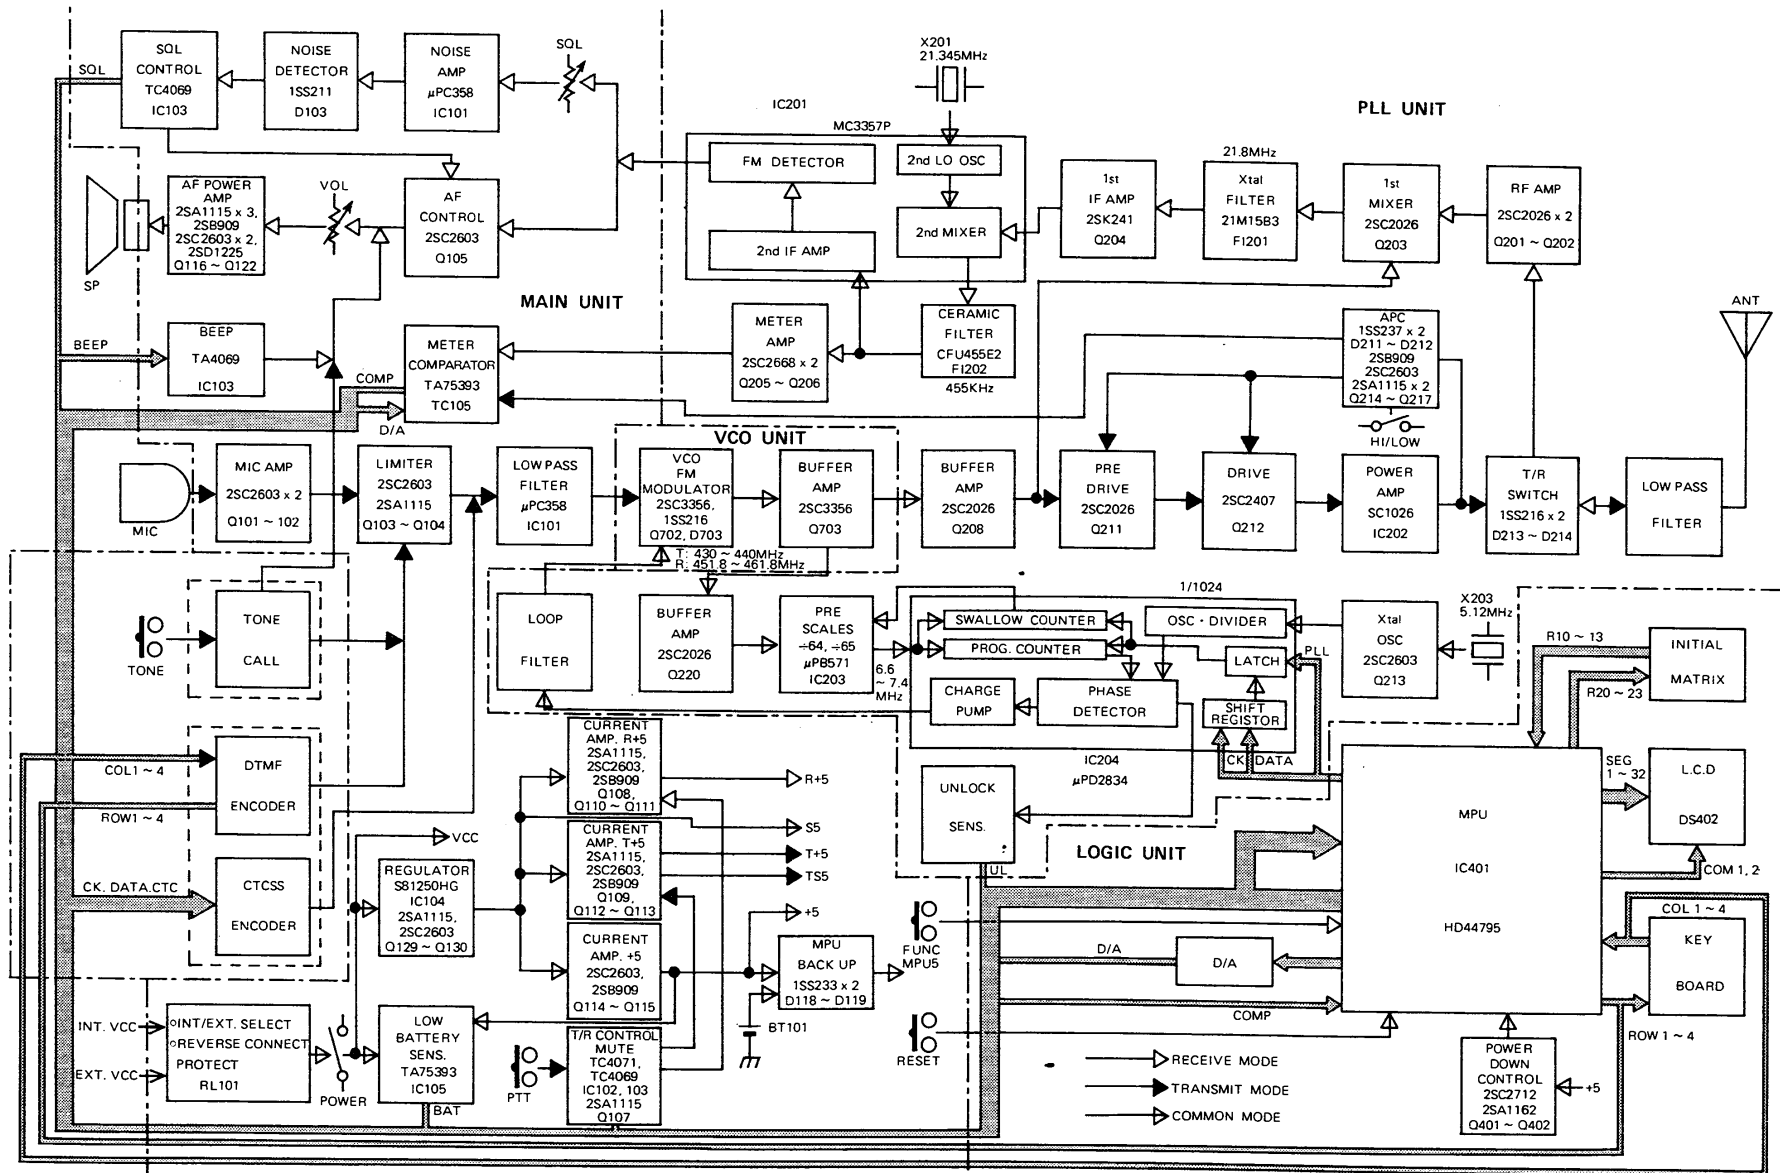 SQL
SQL
CONTROL
TC4069
IC103
NOISE
DETECTOR
1SS211
D103
NOISE
AMP
μPC358
IC101
SQL
X201
21.345MHz
IC201
MC3357P
PLL UNIT
FM DETECTOR
2nd LO OSC
2nd MIXER
2nd IF AMP
1st
IF AMP
2SK241
Q204
21.8MHz
Xtal
FILTER
21M15B3
FI201
1st
MIXER
2SC2026
Q203
RF AMP
2SC2026 x 2
Q201 ~ Q202
SP
AF POWER
AMP
2SA1115 x 3,
2SB909
2SC2603 x 2,
2SD1225
Q116 ~ Q122
VOL
AF
CONTROL
2SC2603
Q105
MAIN UNIT
BEEP
BEEP
TA4069
IC103
COMP
D/A
METER
COMPARATOR
TA75393
TC105
METER
AMP
2SC2668 x 2
Q205 ~ Q206
CERAMIC
FILTER
CFU455E2
FI202
455KHz
APC
1SS237 x 2
D211 ~ D212
2SB909
2SC2603
2SA1115 x 2
Q214 ~ Q217
HI/LOW
ANT
MIC
MIC AMP
2SC2603 x 2
Q101 ~ 102
LIMITER
2SC2603
2SA1115
Q103 ~ Q104
LOW PASS
FILTER
μPC358
IC101
VCO UNIT
VCO
FM
MODULATOR
2SC3356,
1SS216
Q702, D703
BUFFER
AMP
2SC3356
Q703
T: 430 ~ 440MHz
R: 451.8 ~ 461.8MHz
BUFFER
AMP
2SC2026
Q208
PRE
DRIVE
2SC2026
Q211
DRIVE
2SC2407
Q212
POWER
AMP
SC1026
IC202
T/R
SWITCH
1SS216 x 2
D213 ~ D214
LOW PASS
FILTER
TONE
TONE
CALL
LOOP
FILTER
BUFFER
AMP
2SC2026
Q220
PRE
SCALES
÷64, ÷65
μPB571
IC203
6.6
~ 7.4
MHz
1/1024
SWALLOW COUNTER
PROG. COUNTER
OSC · DIVIDER
LATCH
PLL
CHARGE
PUMP
PHASE
DETECTOR
SHIFT
REGISTOR
CK
DATA
IC204
μPD2834
Xtal
OSC
2SC2603
Q213
X203
5.12MHz
R10 ~ 13
R20 ~ 23
INITIAL
MATRIX
COL1 ~ 4
ROW1 ~ 4
DTMF
ENCODER
CK. DATA.CTC
CTCSS
ENCODER
VCC
REGULATOR
S81250HG
IC104
2SA1115,
2SC2603
Q129 ~ Q130
CURRENT
AMP. R+5
2SA1115,
2SC2603,
2SB909
Q108,
Q110 ~ Q111
CURRENT
AMP. T+5
2SA1115,
2SC2603,
2SB909
Q109,
Q112 ~ Q113
CURRENT
AMP. +5
2SC2603,
2SB909
Q114 ~ Q115
R+5
S5
T+5
TS5
+5
MPU
BACK UP
1SS233 x 2
D118 ~ D119
BT101
UNLOCK
SENS.
UL
LOGIC UNIT
FUNC
MPU5
RESET
D/A
D/A
COMP
MPU
IC401
HD44795
SEG
1 ~ 32
L.C.D
DS402
COM 1, 2
COL 1 ~ 4
KEY
BOARD
ROW 1 ~ 4
INT. VCC
EXT. VCC
INT/EXT. SELECT
REVERSE CONNECT
PROTECT
RL101
POWER
LOW
BATTERY
SENS.
TA75393
IC105
BAT
PTT
T/R CONTROL
MUTE
TC4071,
TC4069
IC102, 103
2SA1115
Q107
RECEIVE MODE
TRANSMIT MODE
COMMON MODE
POWER
DOWN
CONTROL
2SC2712
2SA1162
Q401 ~ Q402
+5